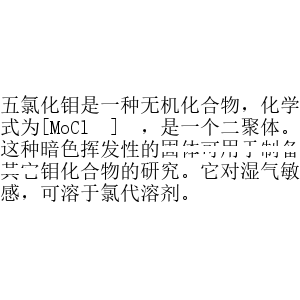 五氯化钼是一种无机化合物，化学
式为[MoCl  ]  ，是一个二聚体。
这种暗色挥发性的固体可用于制备
其它钼化合物的研究。它对湿气敏
感，可溶于氯代溶剂。